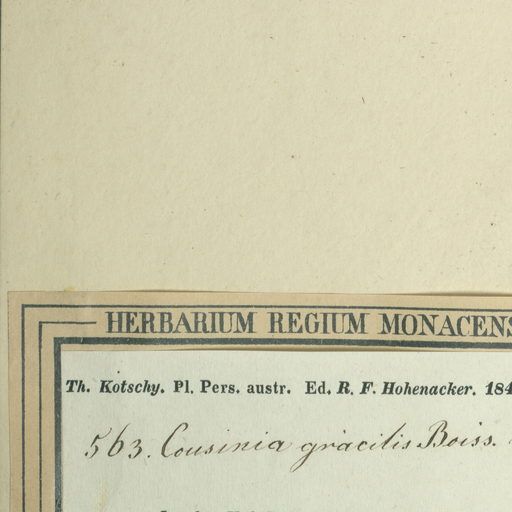 HERBARIUM REGIUM MONACENS
Th. Kotschy. Pl. Pers. austr. Ed. R. F. Hohenacker. 184
563. Cousinia gracilis Boiss.